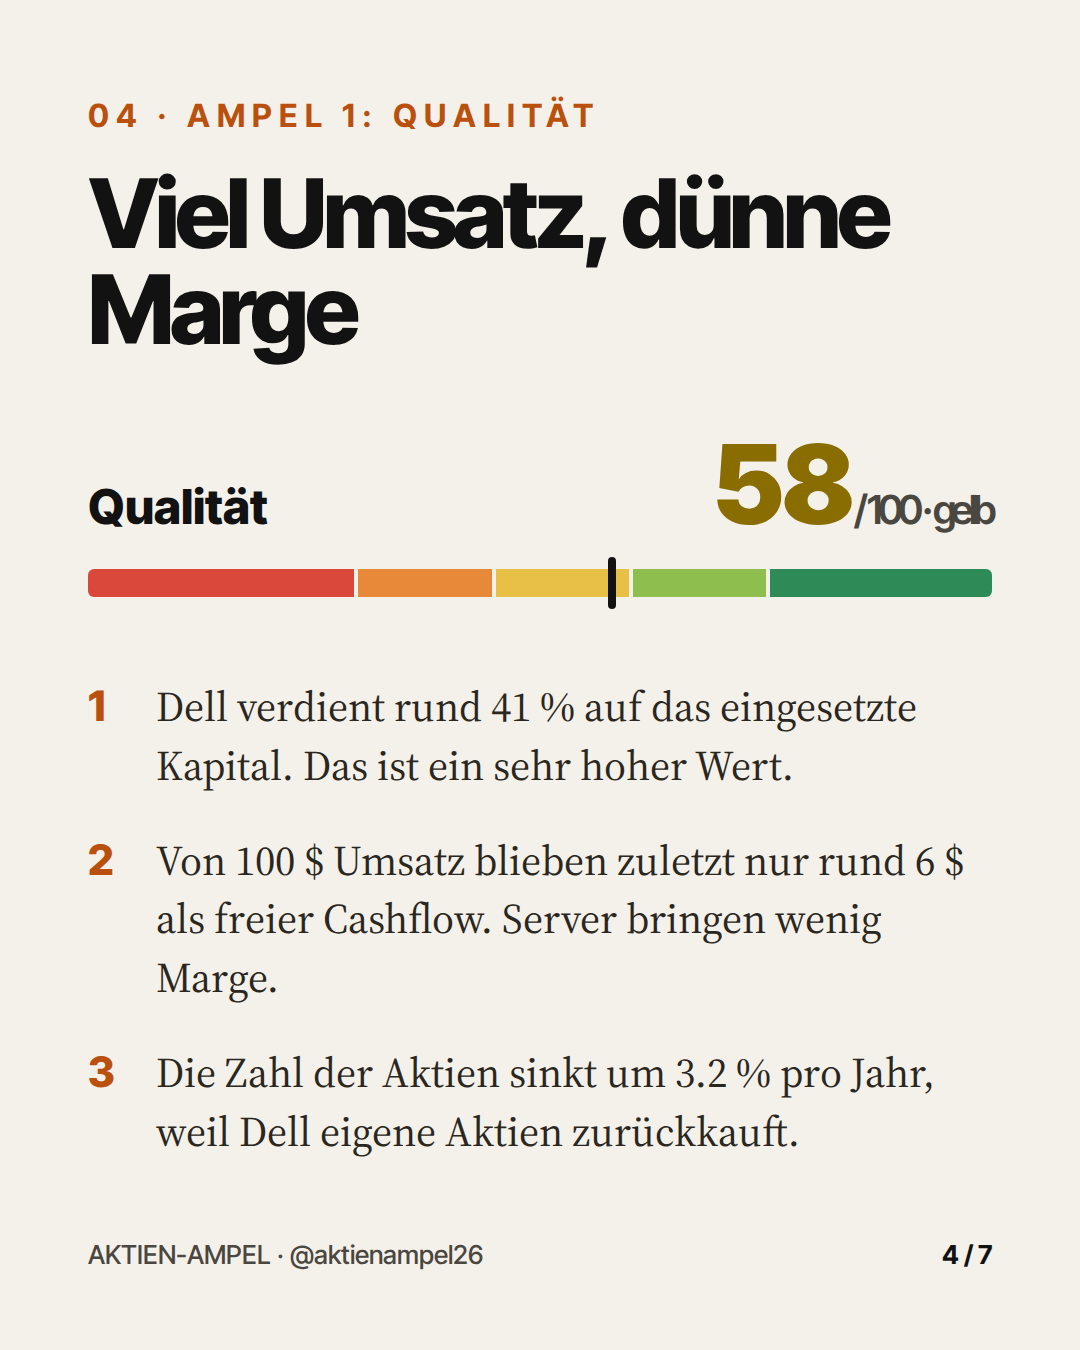 04 · AMPEL 1: QUALITÄT
Viel Umsatz, dünne
Marge
Qualität
58/100·gelb
1 Dell verdient rund 41 % auf das eingesetzte
Kapital. Das ist ein sehr hoher Wert.
2 Von 100 $ Umsatz blieben zuletzt nur rund 6 $
als freier Cashflow. Server bringen wenig
Marge.
3 Die Zahl der Aktien sinkt um 3.2 % pro Jahr,
weil Dell eigene Aktien zurückkauft.
AKTIEN-AMPEL · @aktienampel26
4 / 7